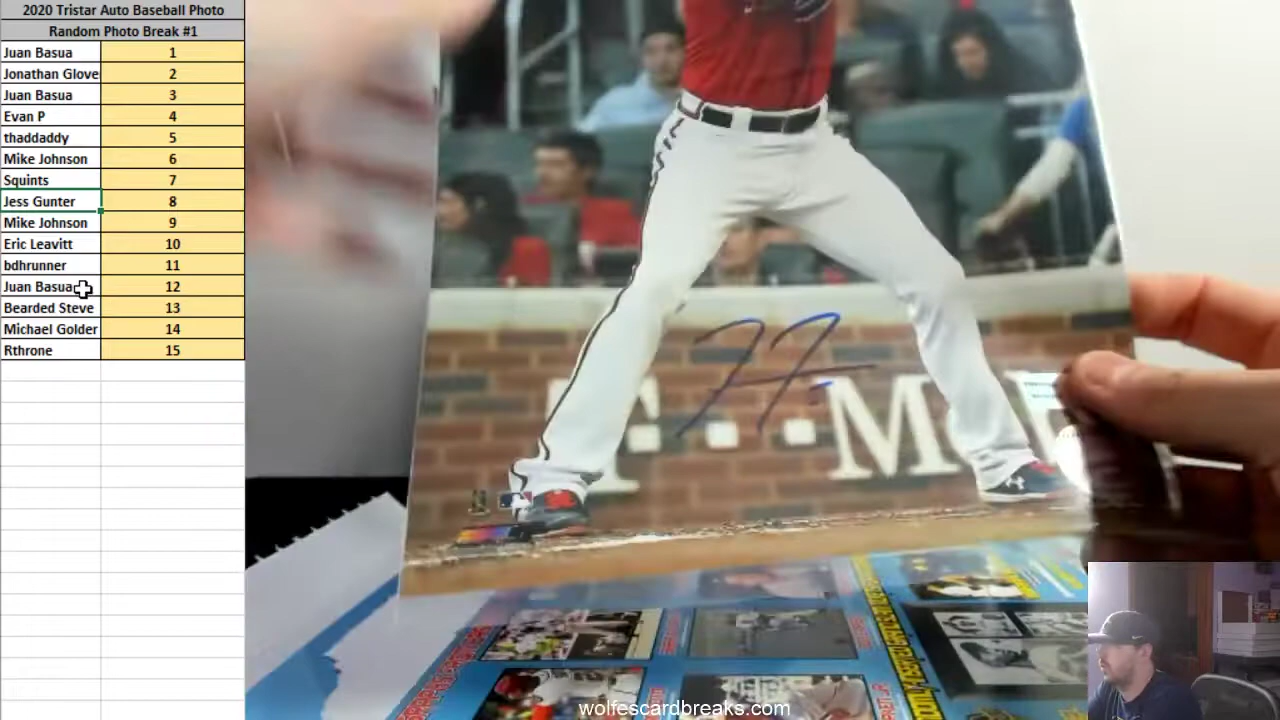 2020 Tristar Auto Baseball Photo
Random Photo Break #1
Juan Basua 1
Jonathan Glove 2
Juan Basua 3
Evan P 4
thaddaddy 5
Mike Johnson 6
Squints 7
Jess Gunter 8
Mike Johnson 9
Eric Leavitt 10
bdhrunner 11
Juan Basua 12
Bearded Steve 13
Michael Golder 14
Rthrone 15
wolfescardbreaks.com